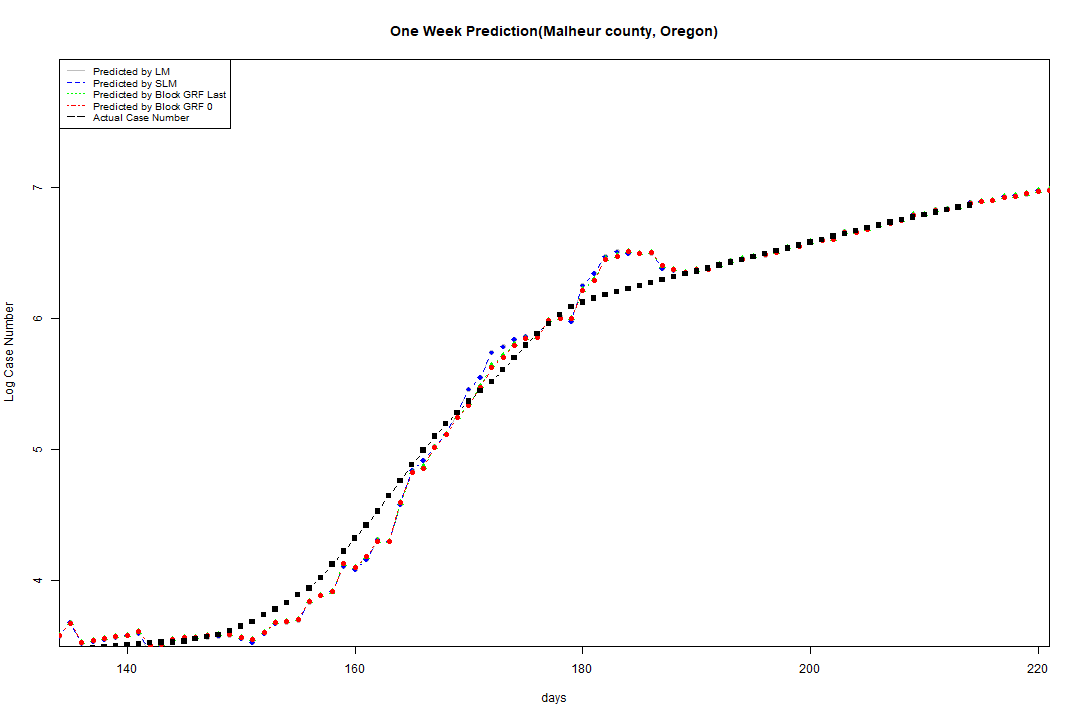 One Week Prediction(Malheur county, Oregon)
Predicted by LM
Predicted by SLM
Predicted by Block GRF Last
Predicted by Block GRF 0
Actual Case Number
7
6
5
4
Log Case Number
140 160 180 200 220
days